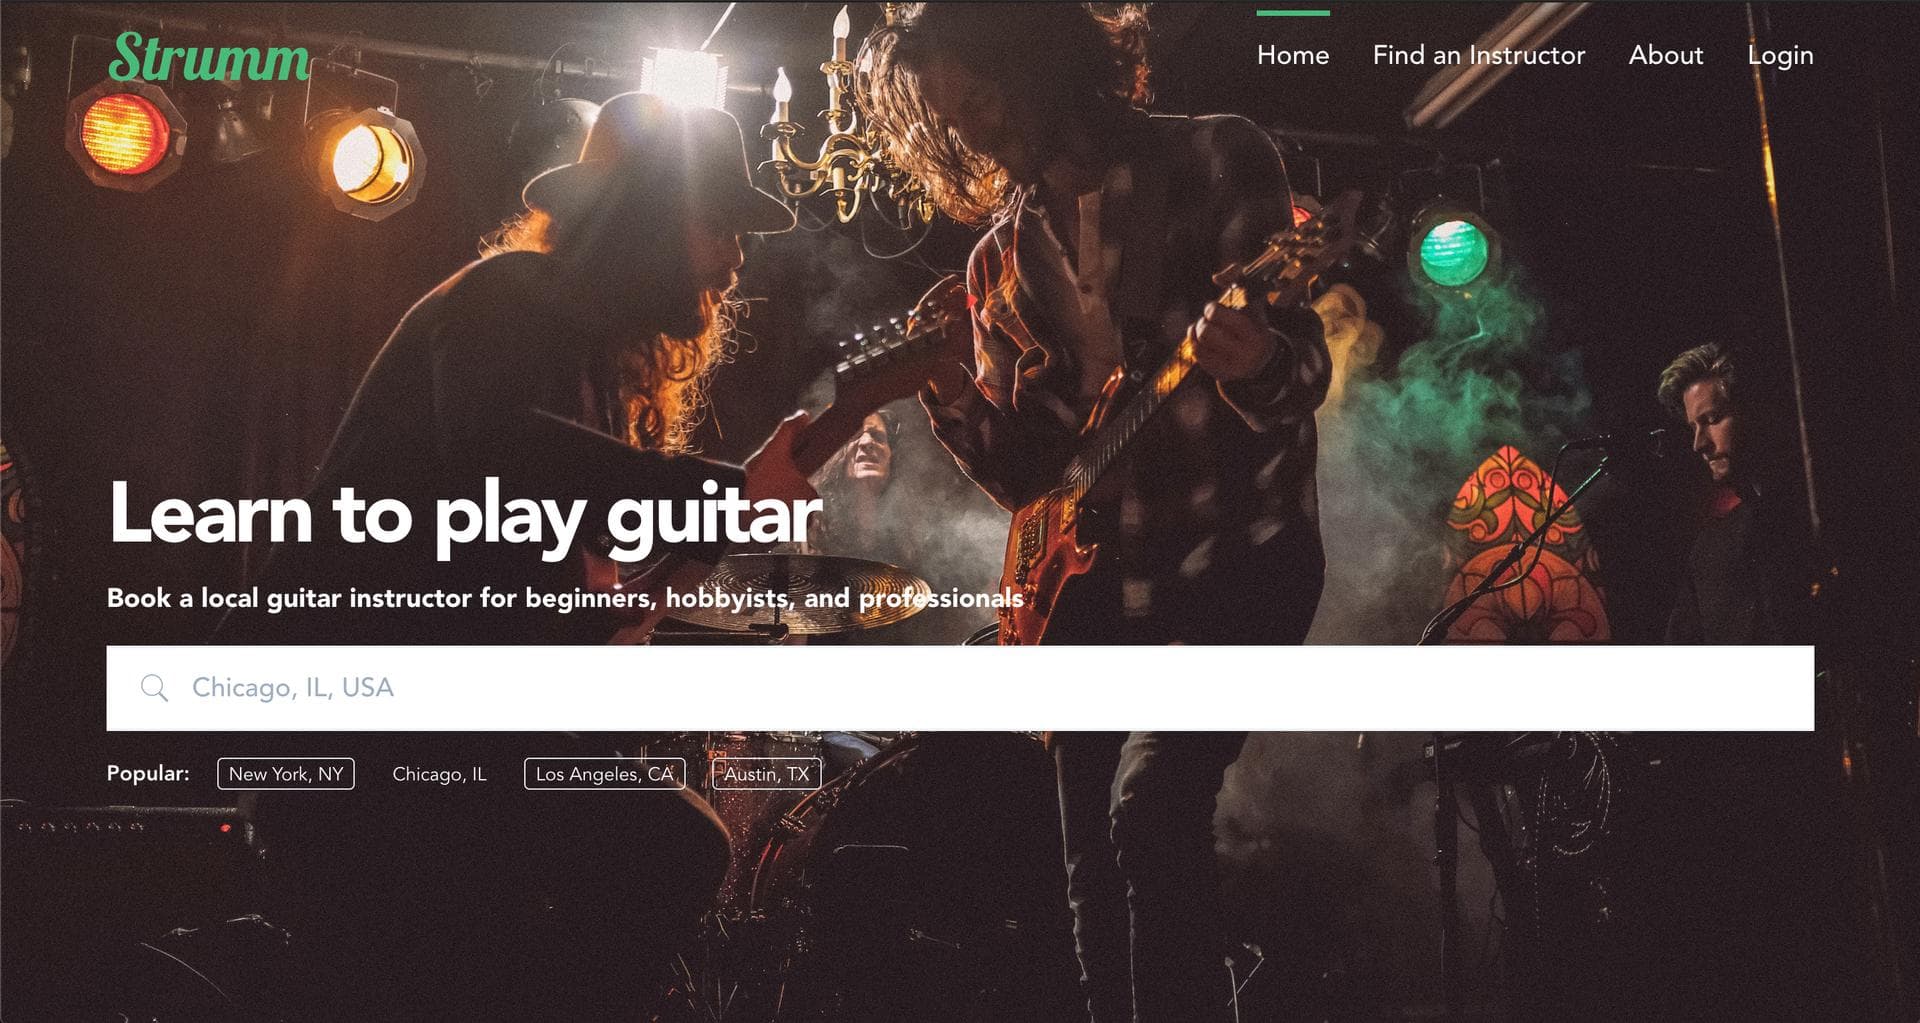 Strumm
Home Find an Instructor About Login
Learn to play guitar
Book a local guitar instructor for beginners, hobbyists, and professionals
Chicago, IL, USA
Popular: New York, NY Chicago, IL Los Angeles, CA Austin, TX